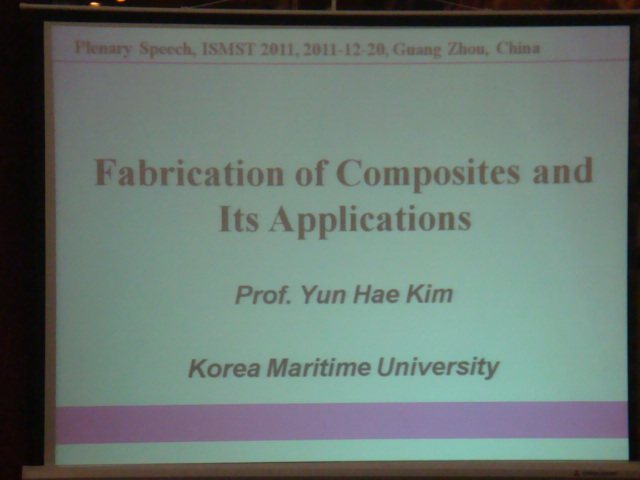 Plenary Speech, ISMST 2011, 2011-12-20, Guang Zhou, China
Fabrication of Composites and
Its Applications
Prof. Yun Hae Kim
Korea Maritime University